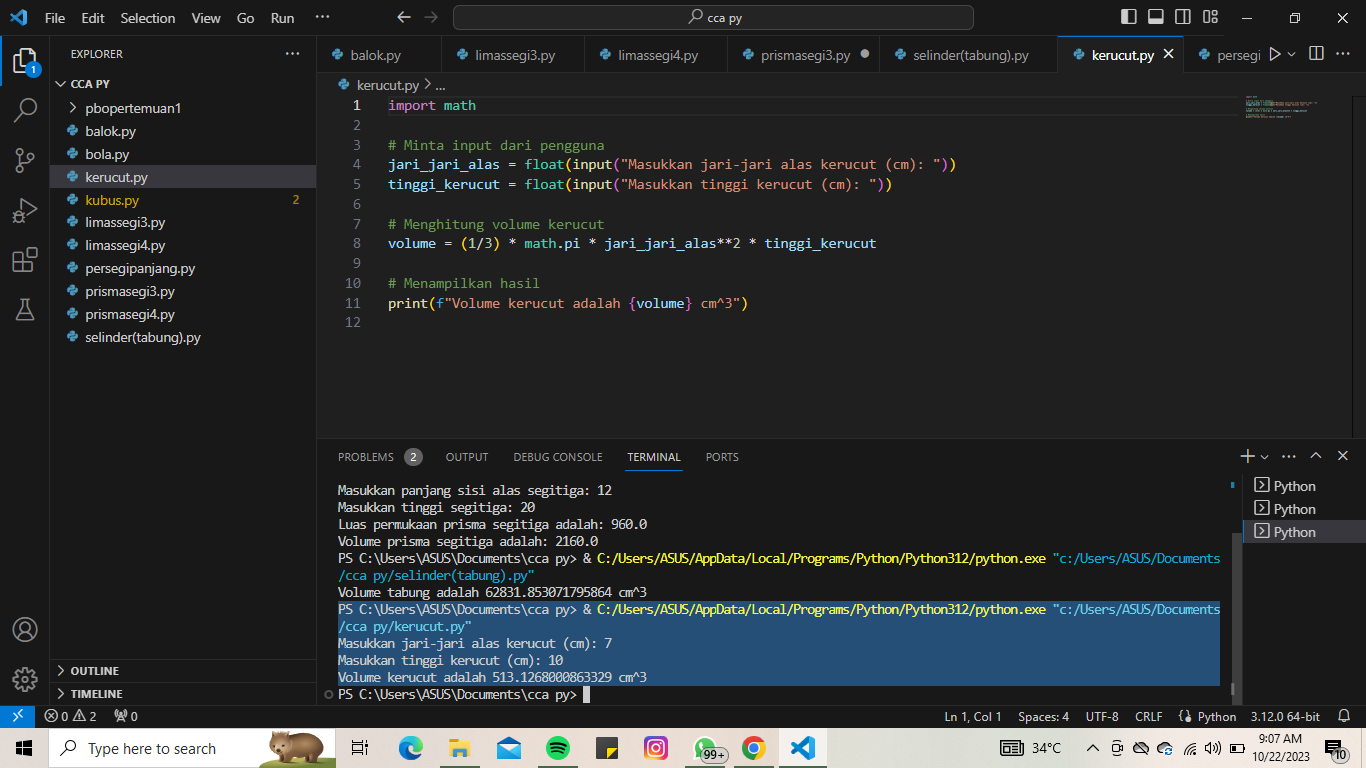 File Edit Selection View Go Run ··· cca py
EXPLORER ···
CCA PY
pbopertemuan1
balok.py
bola.py
kerucut.py
kubus.py 2
limassegi3.py
limassegi4.py
persegipanjang.py
prismasegi3.py
prismasegi4.py
selinder(tabung).py
OUTLINE
TIMELINE
1
balok.py limassegi3.py limassegi4.py prismasegi3.py selinder(tabung).py kerucut.py persegi ···
kerucut.py > ...
1 import math
2
3 # Minta input dari pengguna
4 jari_jari_alas = float(input("Masukkan jari-jari alas kerucut (cm): "))
5 tinggi_kerucut = float(input("Masukkan tinggi kerucut (cm): "))
6
7 # Menghitung volume kerucut
8 volume = (1/3) * math.pi * jari_jari_alas**2 * tinggi_kerucut
9
10 # Menampilkan hasil
11 print(f"Volume kerucut adalah {volume} cm^3")
12
PROBLEMS 2 OUTPUT DEBUG CONSOLE TERMINAL PORTS
Masukkan panjang sisi alas segitiga: 12
Masukkan tinggi segitiga: 20
Luas permukaan prisma segitiga adalah: 960.0
Volume prisma segitiga adalah: 2160.0
PS C:\Users\ASUS\Documents\cca py> & C:/Users/ASUS/AppData/Local/Programs/Python/Python312/python.exe "c:/Users/ASUS/Documents
/cca py/selinder(tabung).py"
Volume tabung adalah 62831.853071795864 cm^3
PS C:\Users\ASUS\Documents\cca py> & C:/Users/ASUS/AppData/Local/Programs/Python/Python312/python.exe "c:/Users/ASUS/Documents
/cca py/kerucut.py"
Masukkan jari-jari alas kerucut (cm): 7
Masukkan tinggi kerucut (cm): 10
Volume kerucut adalah 513.1268000863329 cm^3
PS C:\Users\ASUS\Documents\cca py>
Python
Python
Python
0 2 0 Ln 1, Col 1 Spaces: 4 UTF-8 CRLF Python 3.12.0 64-bit
Type here to search 99+ 34°C 9:07 AM
10/22/2023 10